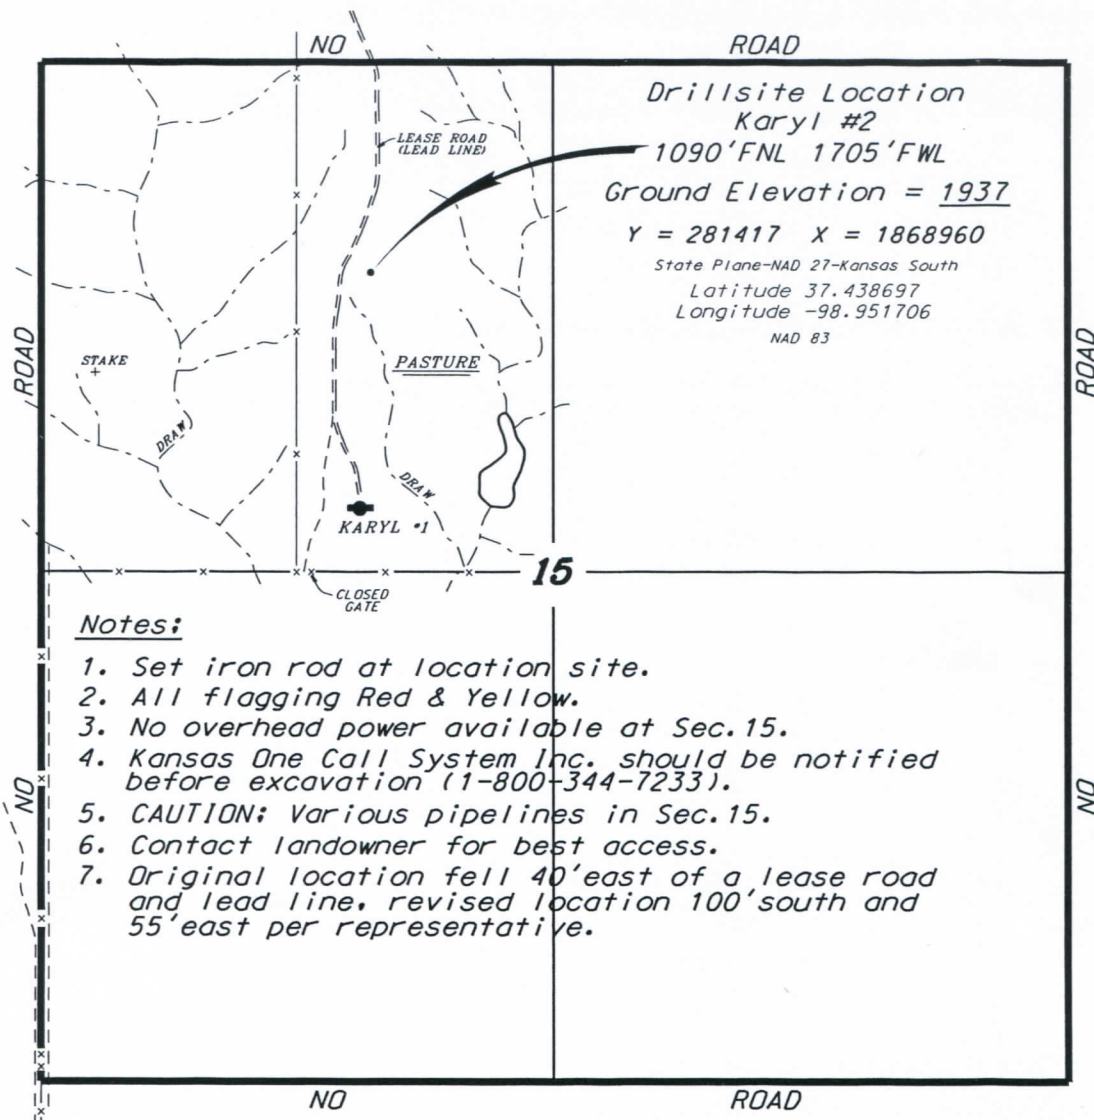 NO ROAD
Drillsite Location
Karyl #2
1090'FNL 1705'FWL
Ground Elevation = 1937
Y = 281417 X = 1868960
State Plane-NAD 27-Kansas South
Latitude 37.438697
Longitude -98.951706
NAD 83
LEASE ROAD
(LEAD LINE)
ROAD
ROAD
STAKE
PASTURE
DRAW
DRAW
KARYL #1
15
CLOSED
GATE
Notes:
1. Set iron rod at location site.
2. All flagging Red & Yellow.
3. No overhead power available at Sec.15.
4. Kansas One Call System Inc. should be notified
before excavation (1-800-344-7233).
5. CAUTION: Various pipelines in Sec.15.
6. Contact landowner for best access.
7. Original location fell 40'east of a lease road
and lead line, revised location 100'south and
55'east per representative.
NO
NO
NO ROAD